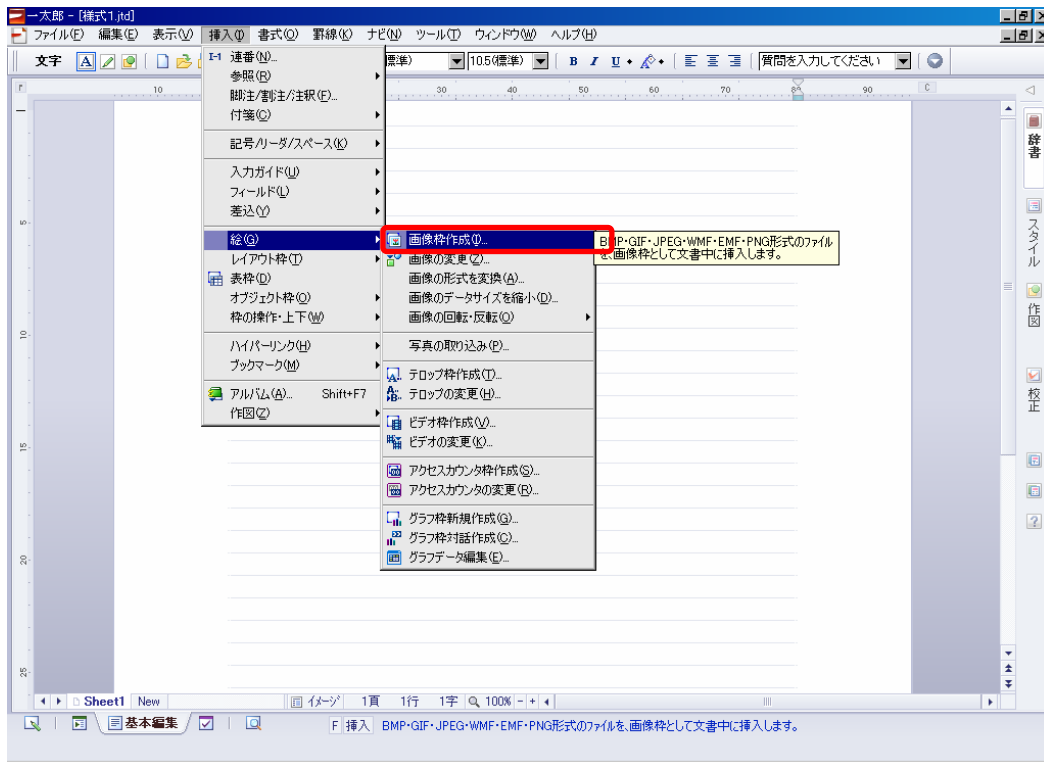 一太郎 - [様式1.jtd]
ファイル(F) 編集(E) 表示(V) 挿入(I) 書式(O) 罫線(K) ナビ(N) ツール(T) ウィンドウ(W) ヘルプ(H)
文字 A 標準) 10.5(標準) B I U 質問を入力してください
10 30 40 50 60 70 80 90 C
連番(N)...
参照(R)
脚注/割注/注釈(F)...
付箋(C)
記号/リーダ/スペース(K)
入力ガイド(U)
フィールド(L)
差込(Y)
絵(G)
レイアウト枠(T)
表枠(D)
オブジェクト枠(O)
枠の操作・上下(W)
ハイパーリンク(H)
ブックマーク(M)
アルバム(A)... Shift+F7
作図(Z)
画像枠作成(I)...
画像の変更(Z)...
画像の形式を変換(A)...
画像のデータサイズを縮小(D)...
画像の回転・反転(O)
写真の取り込み(P)...
テロップ枠作成(T)...
テロップの変更(H)...
ビデオ枠作成(V)...
ビデオの変更(K)...
アクセスカウンタ枠作成(S)...
アクセスカウンタの変更(R)...
グラフ枠新規作成(G)...
グラフ枠対話作成(C)...
グラフデータ編集(E)...
BMP・GIF・JPEG・WMF・EMF・PNG形式のファイル
を、画像枠として文書中に挿入します。
辞書
スタイル
作図
校正
5
10
15
20
25
Sheet1 New イメージ 1頁 1行 1字 100% - +
基本編集 F 挿入 BMP・GIF・JPEG・WMF・EMF・PNG形式のファイルを、画像枠として文書中に挿入します。